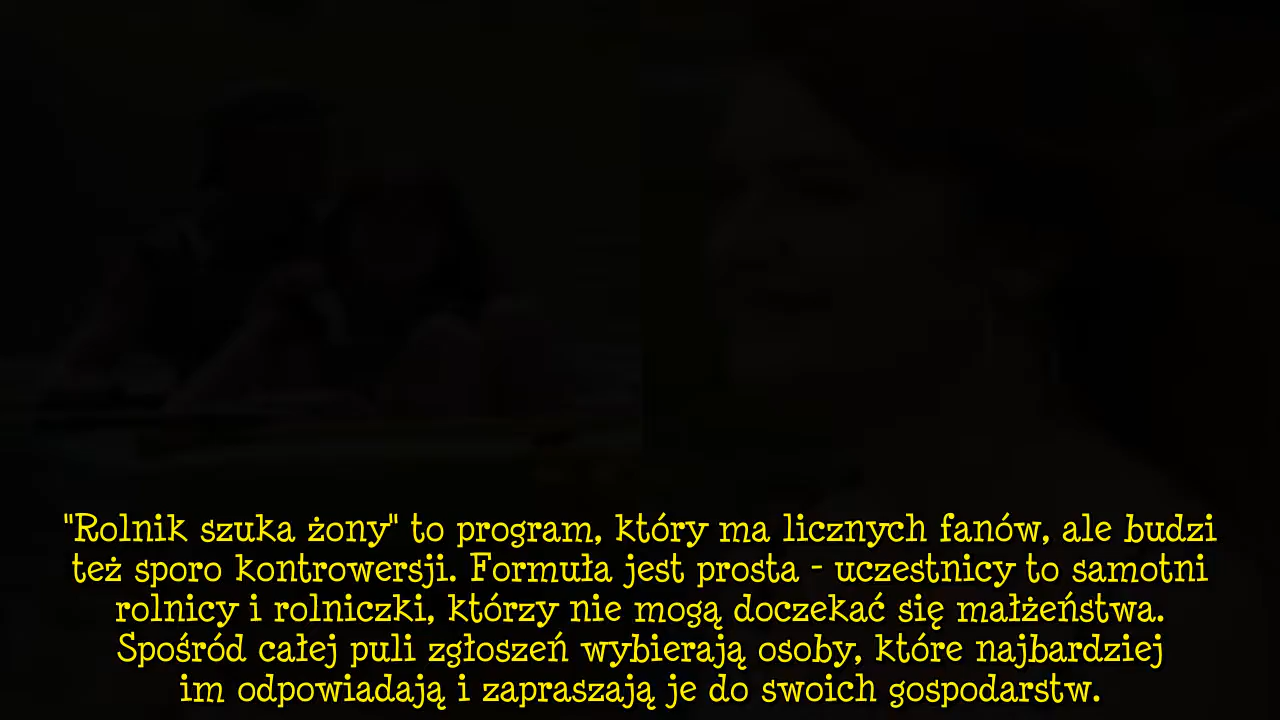 "Rolnik szuka żony" to program, który ma licznych fanów, ale budzi
też sporo kontrowersji. Formuła jest prosta - uczestnicy to samotni
rolnicy i rolniczki, którzy nie mogą doczekać się małżeństwa.
Spośród całej puli zgłoszeń wybierają osoby, które najbardziej
im odpowiadają i zapraszają je do swoich gospodarstw.